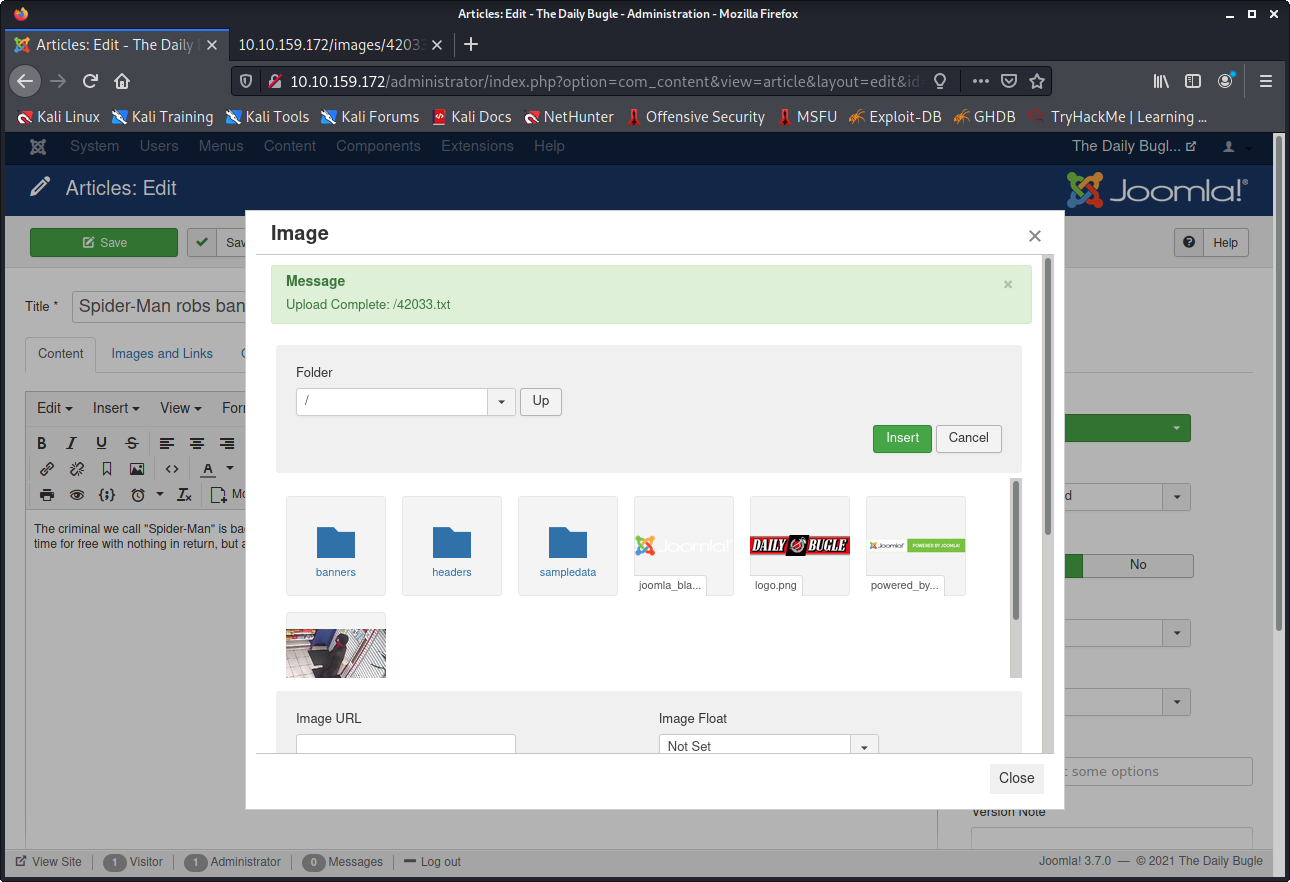 Articles: Edit - The Daily Bugle - Administration - Mozilla Firefox
Articles: Edit - The Daily
10.10.159.172/images/4203
10.10.159.172/administrator/index.php?option=com_content&view=article&layout=edit&id
Kali Linux Kali Training Kali Tools Kali Forums Kali Docs NetHunter Offensive Security MSFU Exploit-DB GHDB TryHackMe | Learning ...
System Users Menus Content Components Extensions Help The Daily Bugl...
Articles: Edit Joomla!®
Save Sav Help
Image
Message
Upload Complete: /42033.txt
Title * Spider-Man robs ban
Content Images and Links
Folder
/ Up
Edit Insert View For
Insert Cancel
B I U S
A
d
The criminal we call "Spider-Man" is ba
time for free with nothing in return, but a
No
banners headers sampledata
Joomla!
joomla_bla...
DAILY BUGLE
logo.png
Joomla! POWERED BY JOOMLA!
powered_by...
Image URL Image Float
Not Set
some options
Close
Version Note
View Site 1 Visitor 1 Administrator 0 Messages Log out Joomla! 3.7.0 — © 2021 The Daily Bugle